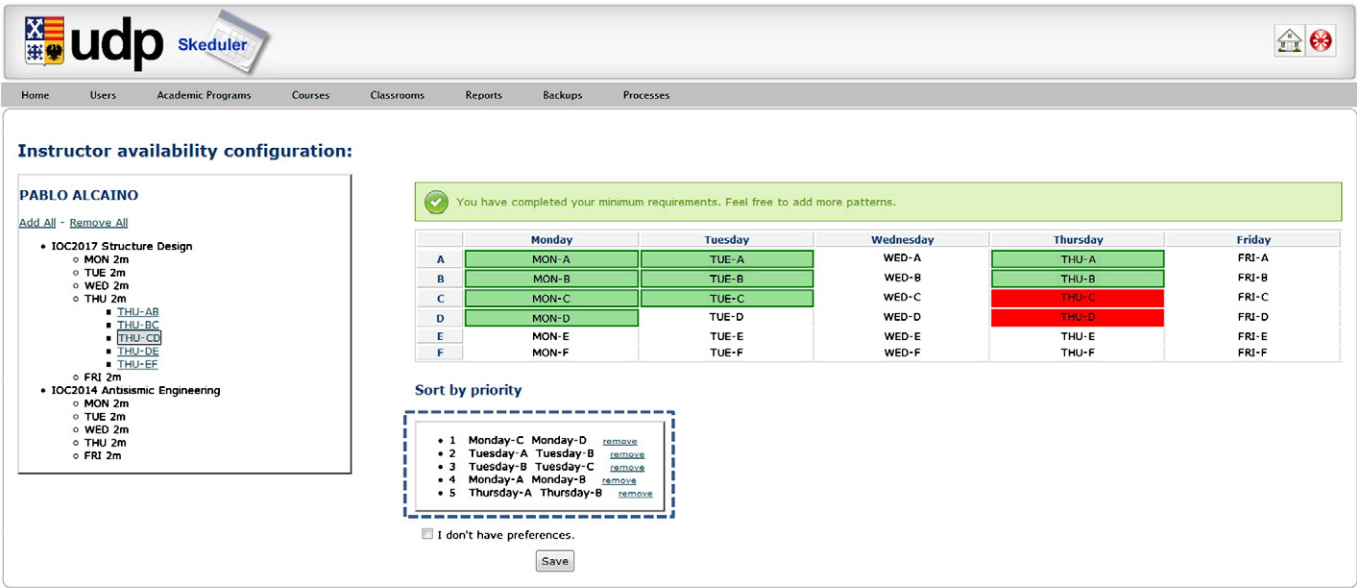 udp Skeduler
Home Users Academic Programs Courses Classrooms Reports Backups Processes
Instructor availability configuration:
PABLO ALCAINO
Add All - Remove All
• IOC2017 Structure Design
MON 2m
TUE 2m
WED 2m
THU 2m
THU-AB
THU-BC
THU-CD
THU-DE
THU-EF
FRI 2m
• IOC2014 Antisismic Engineering
MON 2m
TUE 2m
WED 2m
THU 2m
FRI 2m
You have completed your minimum requirements. Feel free to add more patterns.
Monday Tuesday Wednesday Thursday Friday
A MON-A TUE-A WED-A THU-A FRI-A
B MON-B TUE-B WED-B THU-B FRI-B
C MON-C TUE-C WED-C THU-C FRI-C
D MON-D TUE-D WED-D THU-D FRI-D
E MON-E TUE-E WED-E THU-E FRI-E
F MON-F TUE-F WED-F THU-F FRI-F
Sort by priority
• 1 Monday-C Monday-D remove
• 2 Tuesday-A Tuesday-B remove
• 3 Tuesday-B Tuesday-C remove
• 4 Monday-A Monday-B remove
• 5 Thursday-A Thursday-B remove
I don't have preferences.
Save